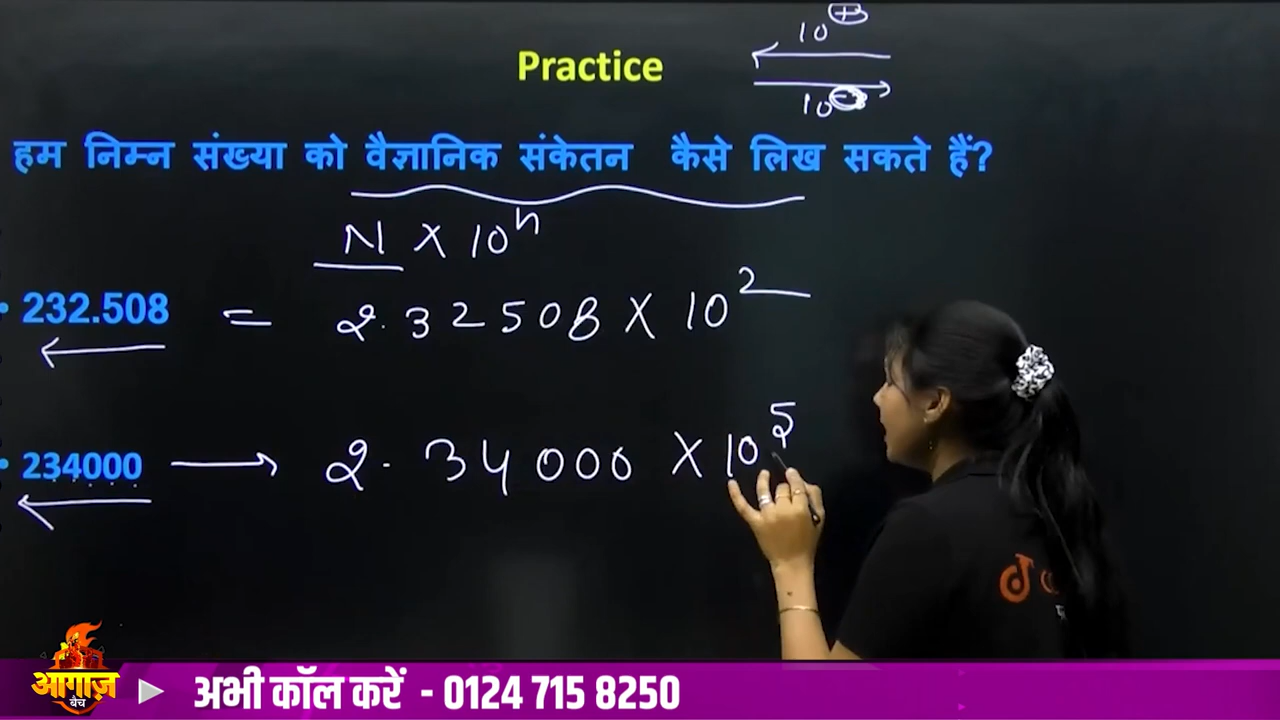 Practice
10⁺
10⁻
हम निम्न संख्या को वैज्ञानिक संकेतन कैसे लिख सकते हैं?
N X 10ⁿ
• 232.508 = 2.32508 X 10²
• 234000 → 2.34000 X 10⁵
आगाज़
बैच
अभी कॉल करें - 0124 715 8250